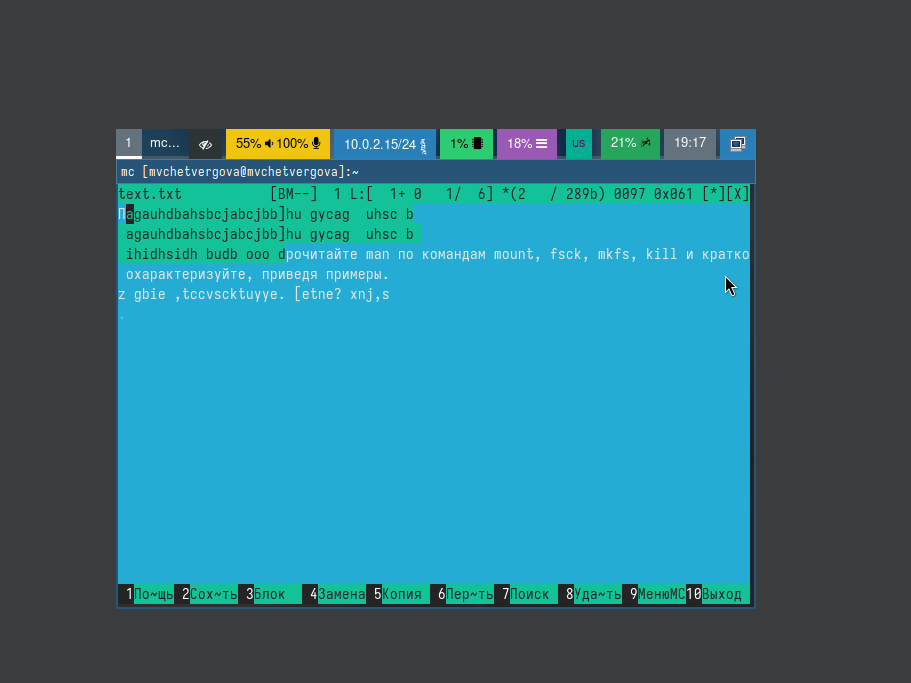 1 mc... 55% 100% 10.0.2.15/24 1% 18% us 21% 19:17
mc [mvchetvergova@mvchetvergova]:~
text.txt [BM--] 1 L:[ 1+ 0 1/ 6] *(2 / 289b) 0097 0x061 [*][X]
Пagauhdbahsbcjabcjbb]hu gycag uhsc b
agauhdbahsbcjabcjbb]hu gycag uhsc b
ihidhsidh budb ooo dрочитайте man по командам mount, fsck, mkfs, kill и кратко
охарактеризуйте, приведя примеры.
z gbie ,tccvscktuyye. [etne? xnj,s
.
1По~щь 2Сох~ть 3Блок 4Замена 5Копия 6Пер~ть 7Поиск 8Уда~ть 9МенюMC 10Выход